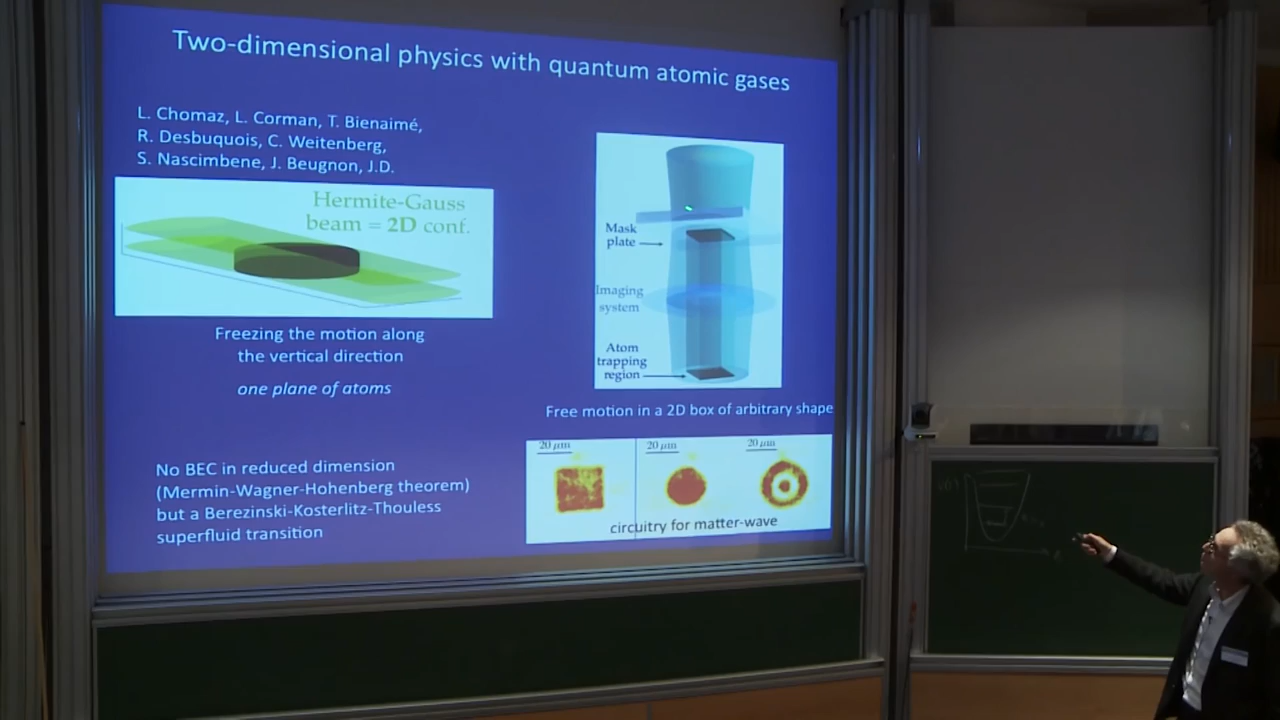 Two-dimensional physics with quantum atomic gases
L. Chomaz, L. Corman, T. Bienaimé,
R. Desbuquois, C. Weitenberg,
S. Nascimbene, J. Beugnon, J.D.
Hermite-Gauss
beam = 2D conf.
Freezing the motion along
the vertical direction
one plane of atoms
No BEC in reduced dimension
(Mermin-Wagner-Hohenberg theorem)
but a Berezinski-Kosterlitz-Thouless
superfluid transition
Mask
plate
Imaging
system
Atom
trapping
region
Free motion in a 2D box of arbitrary shape
20 µm
20 µm
20 µm
circuitry for matter-wave